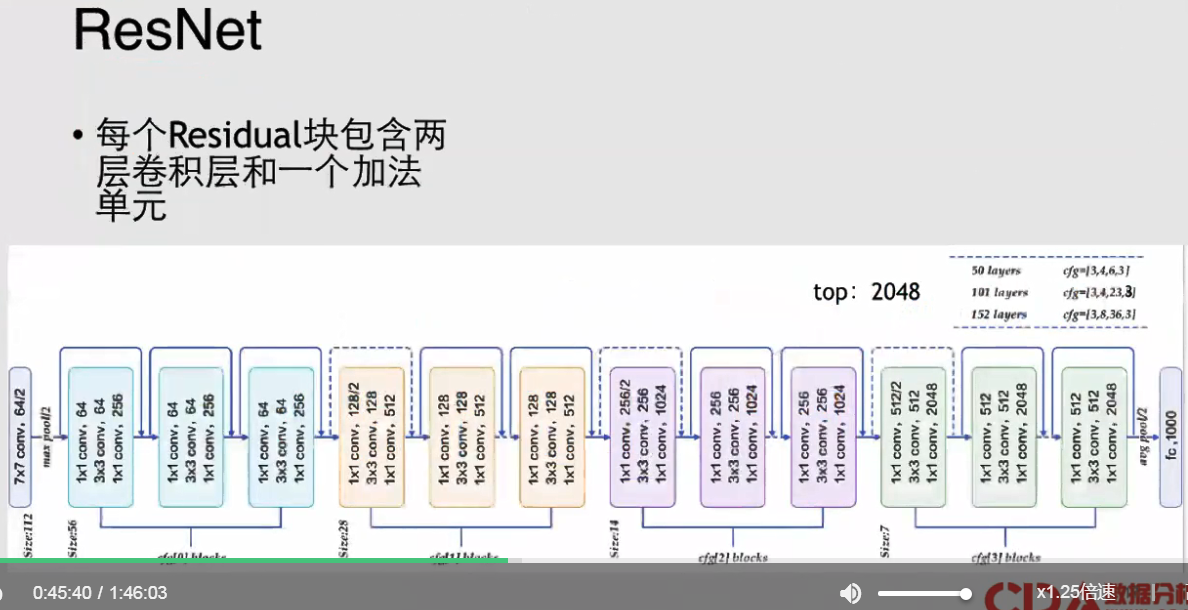 ResNet
• 每个Residual块包含两
层卷积层和一个加法
单元
top: 2048
50 layers cfg=[3,4,6,3]
101 layers cfg=[3,4,23,3]
152 layers cfg=[3,8,36,3]
7x7 conv, 64/2
max pool/2
1x1 conv, 64
3x3 conv, 64
1x1 conv, 256
1x1 conv, 64
3x3 conv, 64
1x1 conv, 256
1x1 conv, 64
3x3 conv, 64
1x1 conv, 256
1x1 conv, 128/2
3x3 conv, 128
1x1 conv, 512
1x1 conv, 128
3x3 conv, 128
1x1 conv, 512
1x1 conv, 128
3x3 conv, 128
1x1 conv, 512
1x1 conv, 256/2
3x3 conv, 256
1x1 conv, 1024
1x1 conv, 256
3x3 conv, 256
1x1 conv, 1024
1x1 conv, 256
3x3 conv, 256
1x1 conv, 1024
1x1 conv, 512/2
3x3 conv, 512
1x1 conv, 2048
1x1 conv, 512
3x3 conv, 512
1x1 conv, 2048
1x1 conv, 512
3x3 conv, 512
1x1 conv, 2048
avg pool/2
fc,1000
Size:112
Size:56
cfg[0] blocks
Size:28
cfg[1] blocks
Size:14
cfg[2] blocks
Size:7
cfg[3] blocks
0:45:40 / 1:46:03
x1.25倍速
数据分析